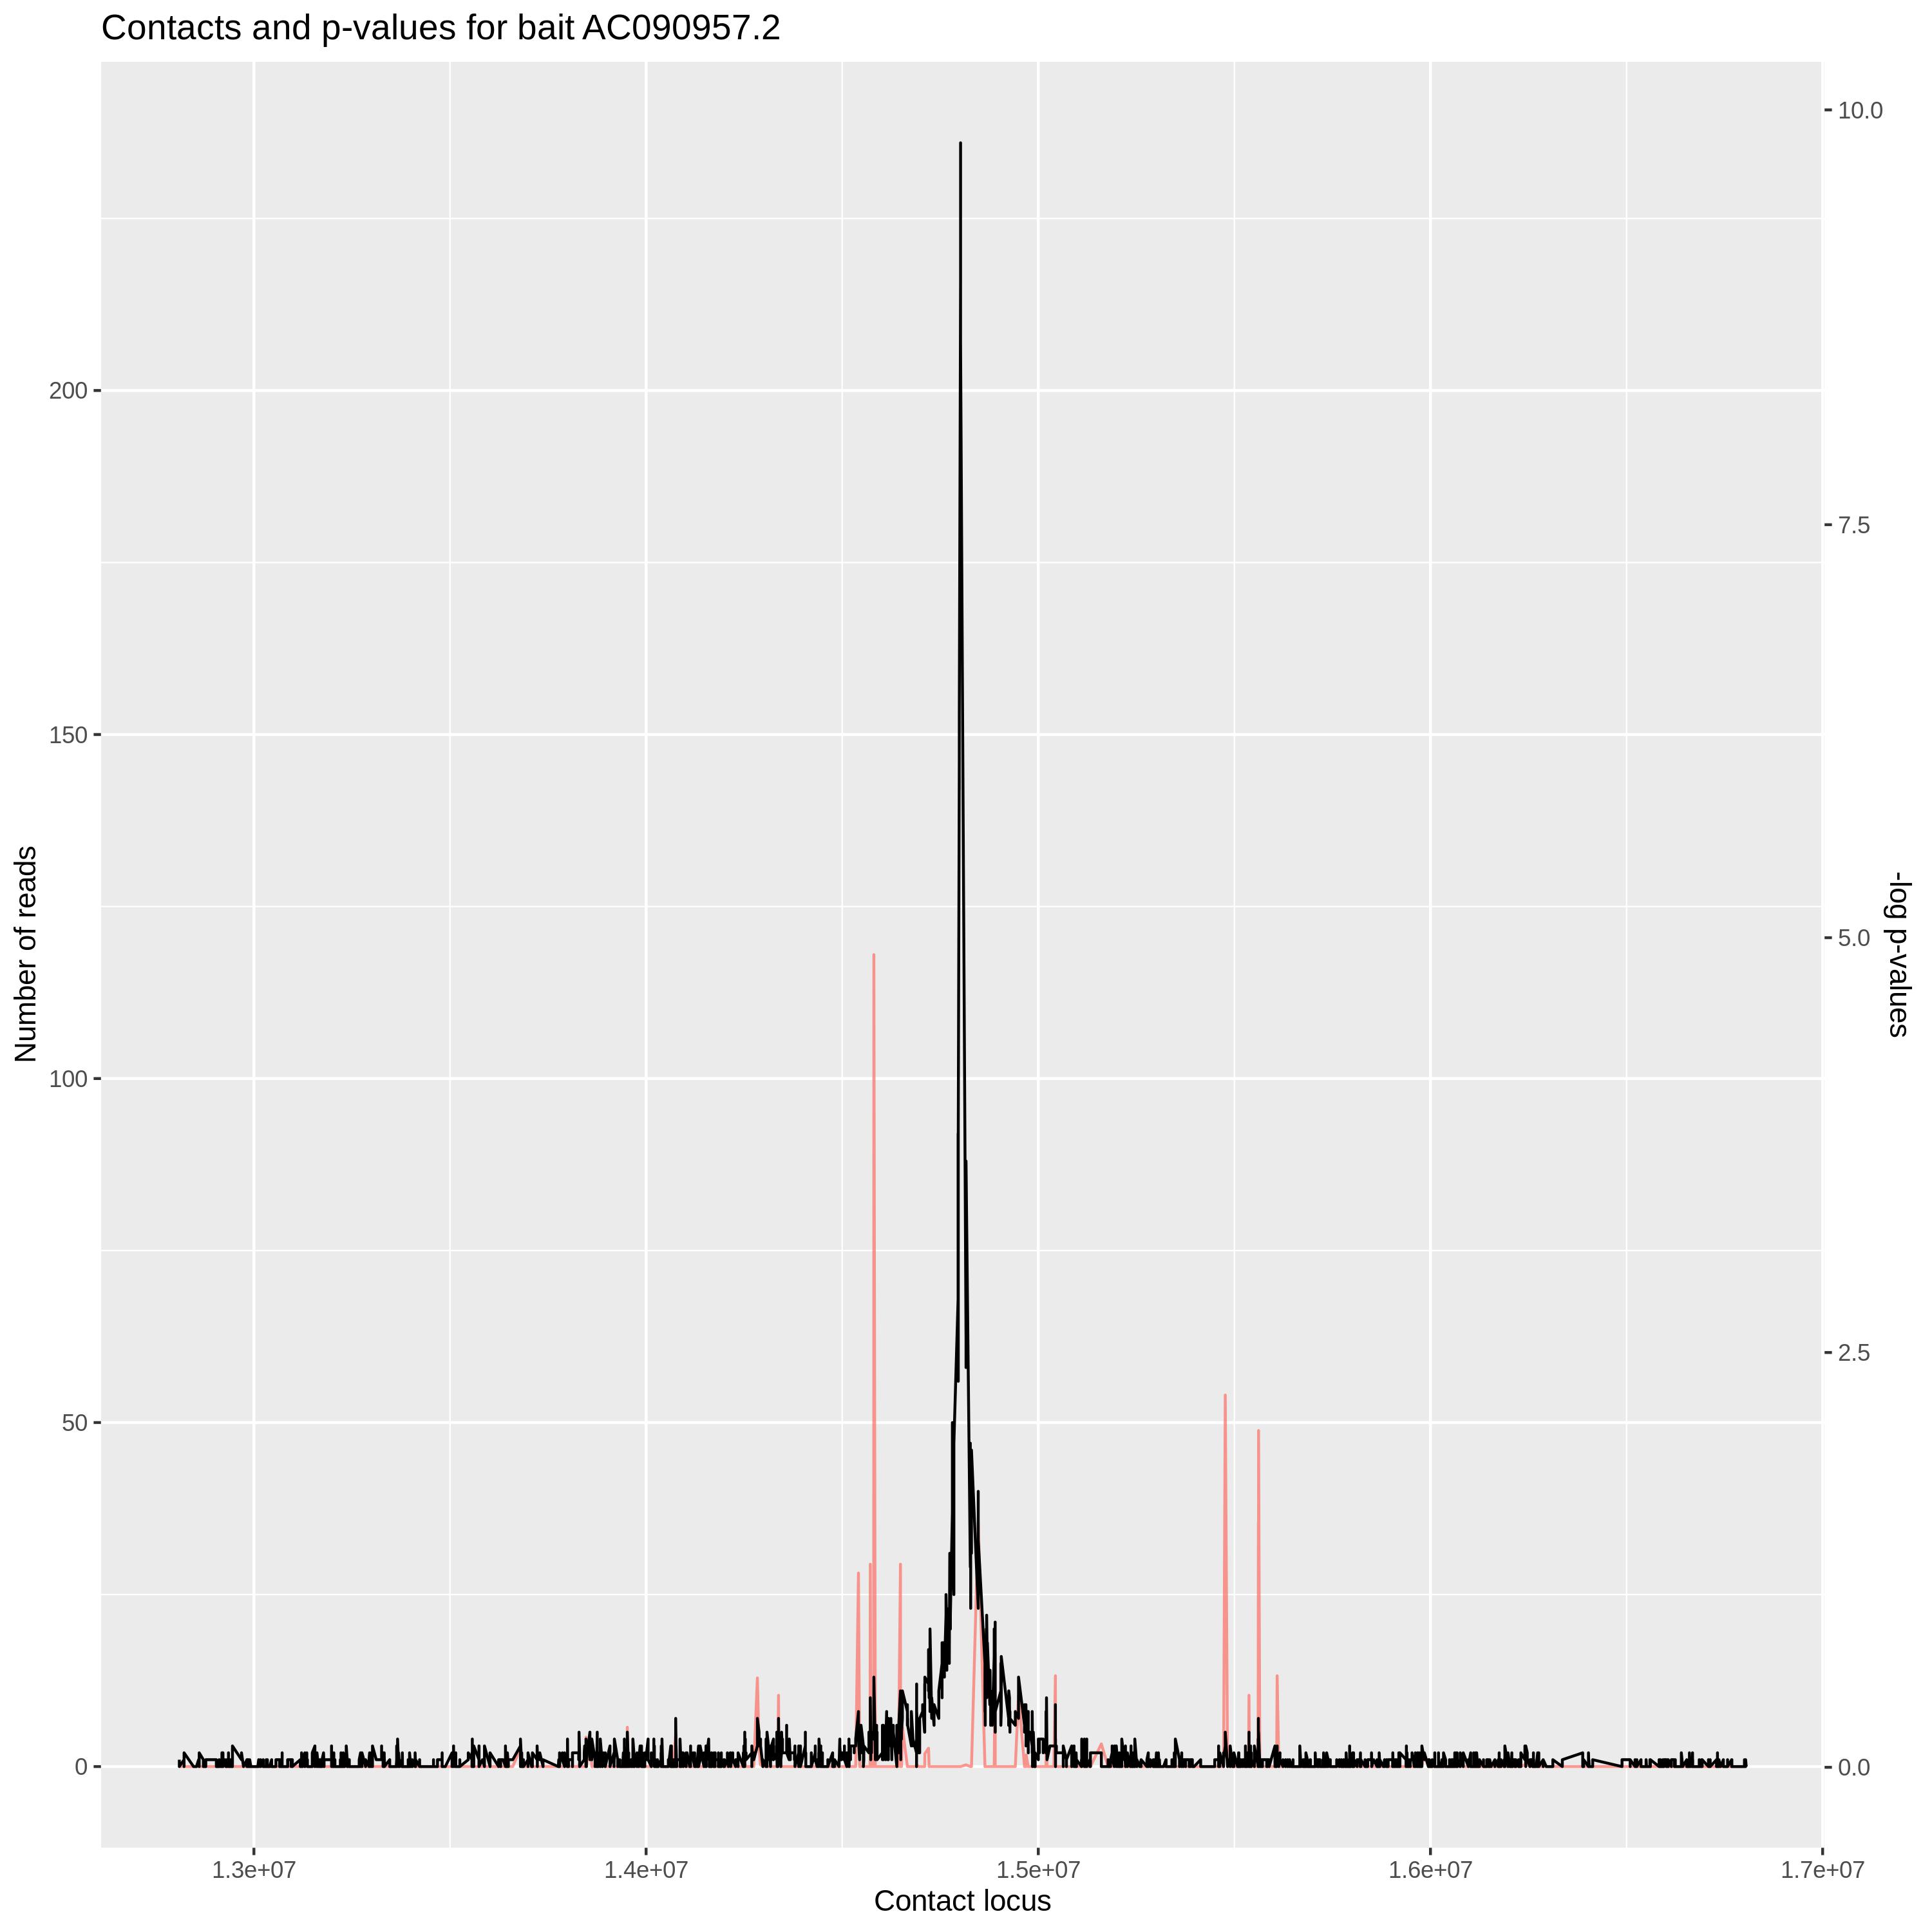 Contacts and p-values for bait AC090957.2
10.0
7.5
5.0
2.5
0.0
200
150
100
50
0
Number of reads
-log p-values
1.3e+07
1.4e+07
1.5e+07
1.6e+07
1.7e+07
Contact locus